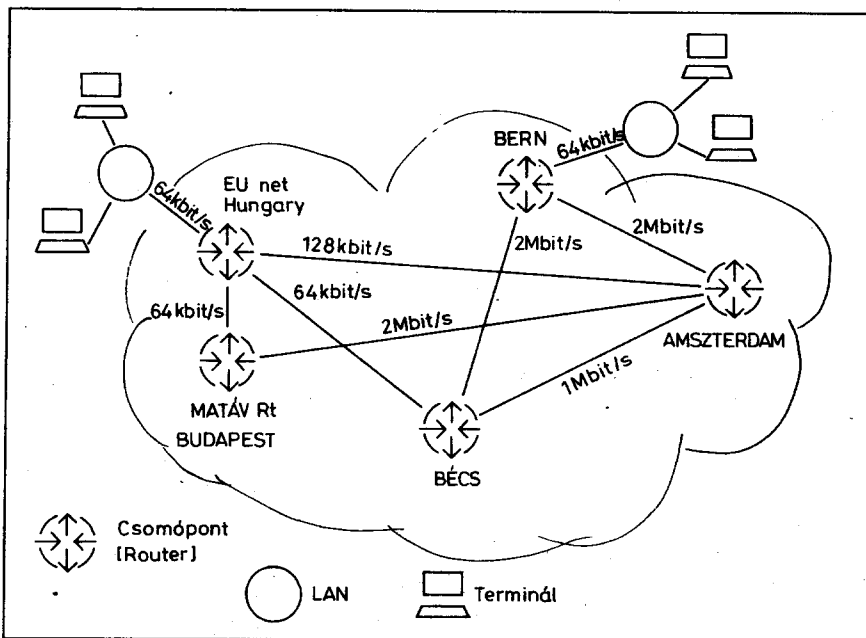 BERN
64kbit/s
64kbit/s
EU net
Hungary
2Mbit/s
2Mbit/s
128kbit/s
64kbit/s
64kbit/s
2Mbit/s
AMSZTERDAM
1Mbit/s
MATÁV Rt
BUDAPEST
BÉCS
Csomópont
[Router]
LAN
Terminál